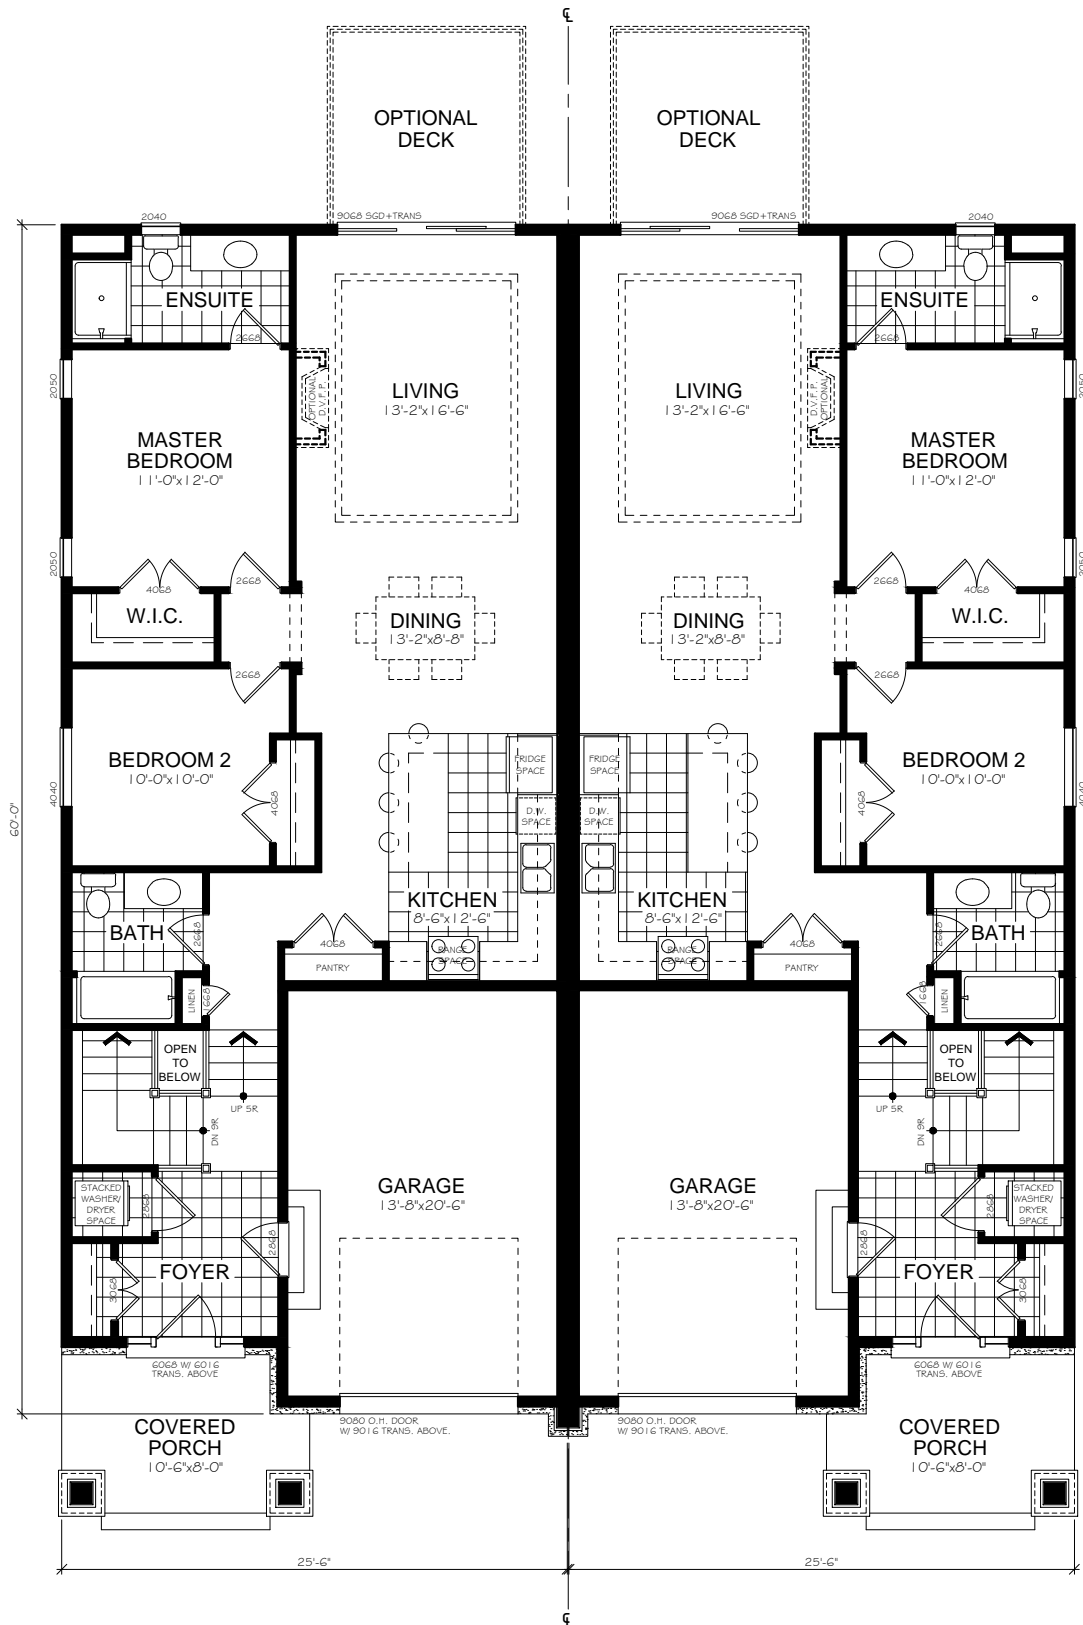 ℄
OPTIONAL
DECK
OPTIONAL
DECK
2040
9068 SGD+TRANS
9068 SGD+TRANS
2040
ENSUITE
2668
ENSUITE
2668
2050
OPTIONAL
D.V.F.P.
LIVING
13'-2"x16'-6"
LIVING
13'-2"x16'-6"
D.V.F.P.
OPTIONAL
2050
MASTER
BEDROOM
11'-0"x12'-0"
MASTER
BEDROOM
11'-0"x12'-0"
2050
4068
2668
2668
4068
2050
W.I.C.
DINING
13'-2"x8'-8"
DINING
13'-2"x8'-8"
W.I.C.
2668
2668
BEDROOM 2
10'-0"x10'-0"
FRIDGE
SPACE
FRIDGE
SPACE
BEDROOM 2
10'-0"x10'-0"
4040
4068
D.W.
SPACE
D.W.
SPACE
4068
4040
60'-0"
KITCHEN
8'-6"x12'-6"
KITCHEN
8'-6"x12'-6"
BATH
2668
4068
RANGE
SPACE
RANGE
SPACE
4068
2668
BATH
PANTRY
PANTRY
LINEN
1668
1668
LINEN
OPEN
TO
BELOW
OPEN
TO
BELOW
UP 5R
UP 5R
DN 9R
DN 9R
STACKED
WASHER/
DRYER
SPACE
2868
GARAGE
13'-8"x20'-6"
GARAGE
13'-8"x20'-6"
2868
STACKED
WASHER/
DRYER
SPACE
2868
2868
FOYER
FOYER
3068
3068
6068 W/ 6016
TRANS. ABOVE
6068 W/ 6016
TRANS. ABOVE
9080 O.H. DOOR
W/ 9016 TRANS. ABOVE.
9080 O.H. DOOR
W/ 9016 TRANS. ABOVE.
COVERED
PORCH
10'-6"x8'-0"
COVERED
PORCH
10'-6"x8'-0"
25'-6"
25'-6"
℄